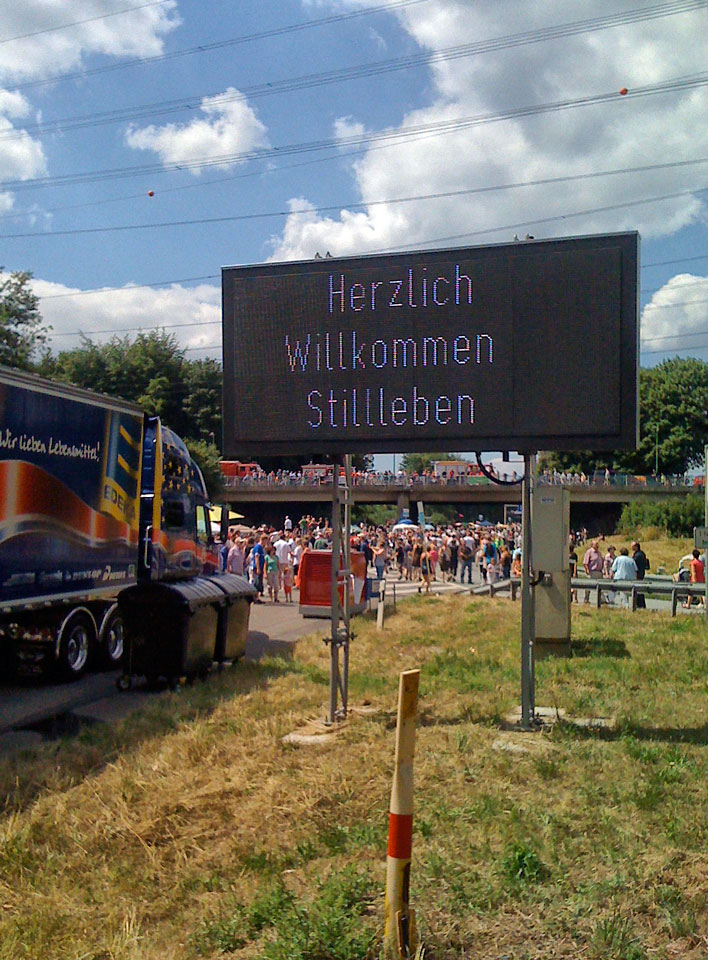 Herzlich
Willkommen
Stillleben
Wir lieben Lebensmittel!
EDEKA